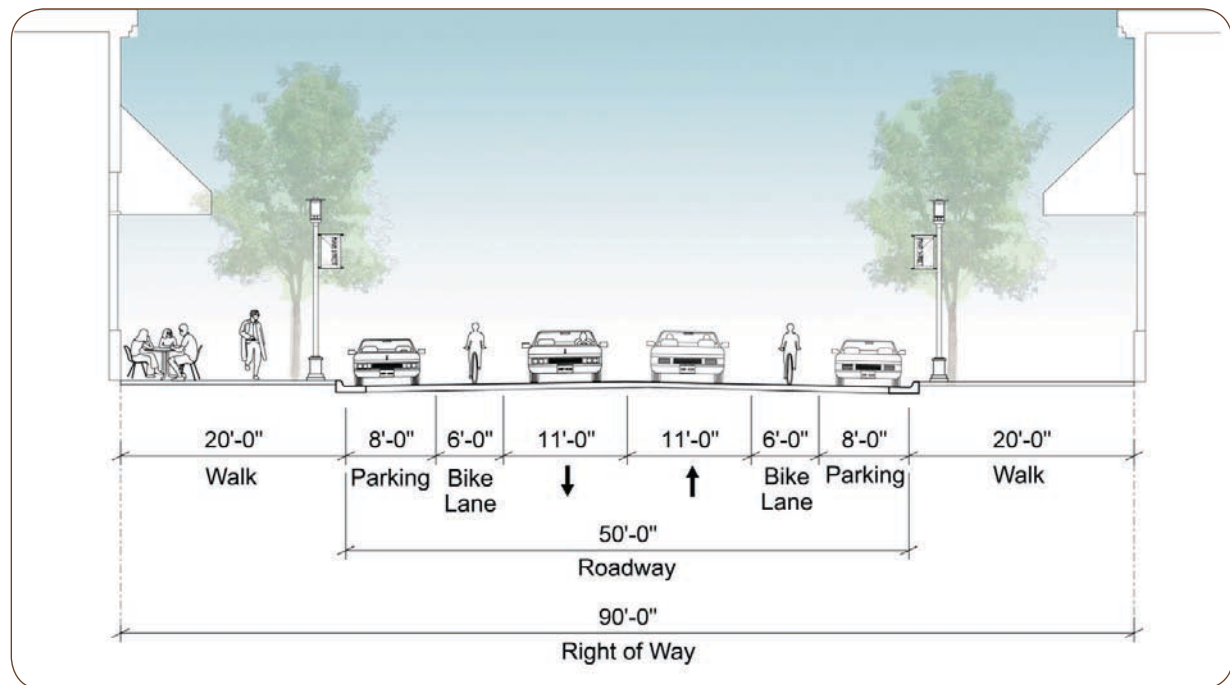 20'-0" 8'-0" 6'-0" 11'-0" 11'-0" 6'-0" 8'-0" 20'-0"
Walk Parking Bike Lane ↓ ↑ Bike Lane Parking Walk
50'-0"
Roadway
90'-0"
Right of Way